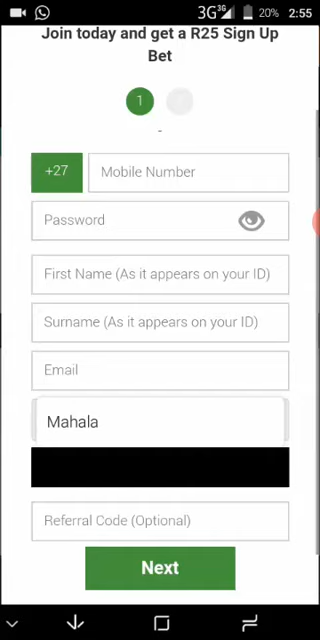 3G 3G 20% 2:55
Join today and get a R25 Sign Up
Bet
1
-
+27 Mobile Number
Password
First Name (As it appears on your ID)
Surname (As it appears on your ID)
Email
Mahala
Referral Code (Optional)
Next